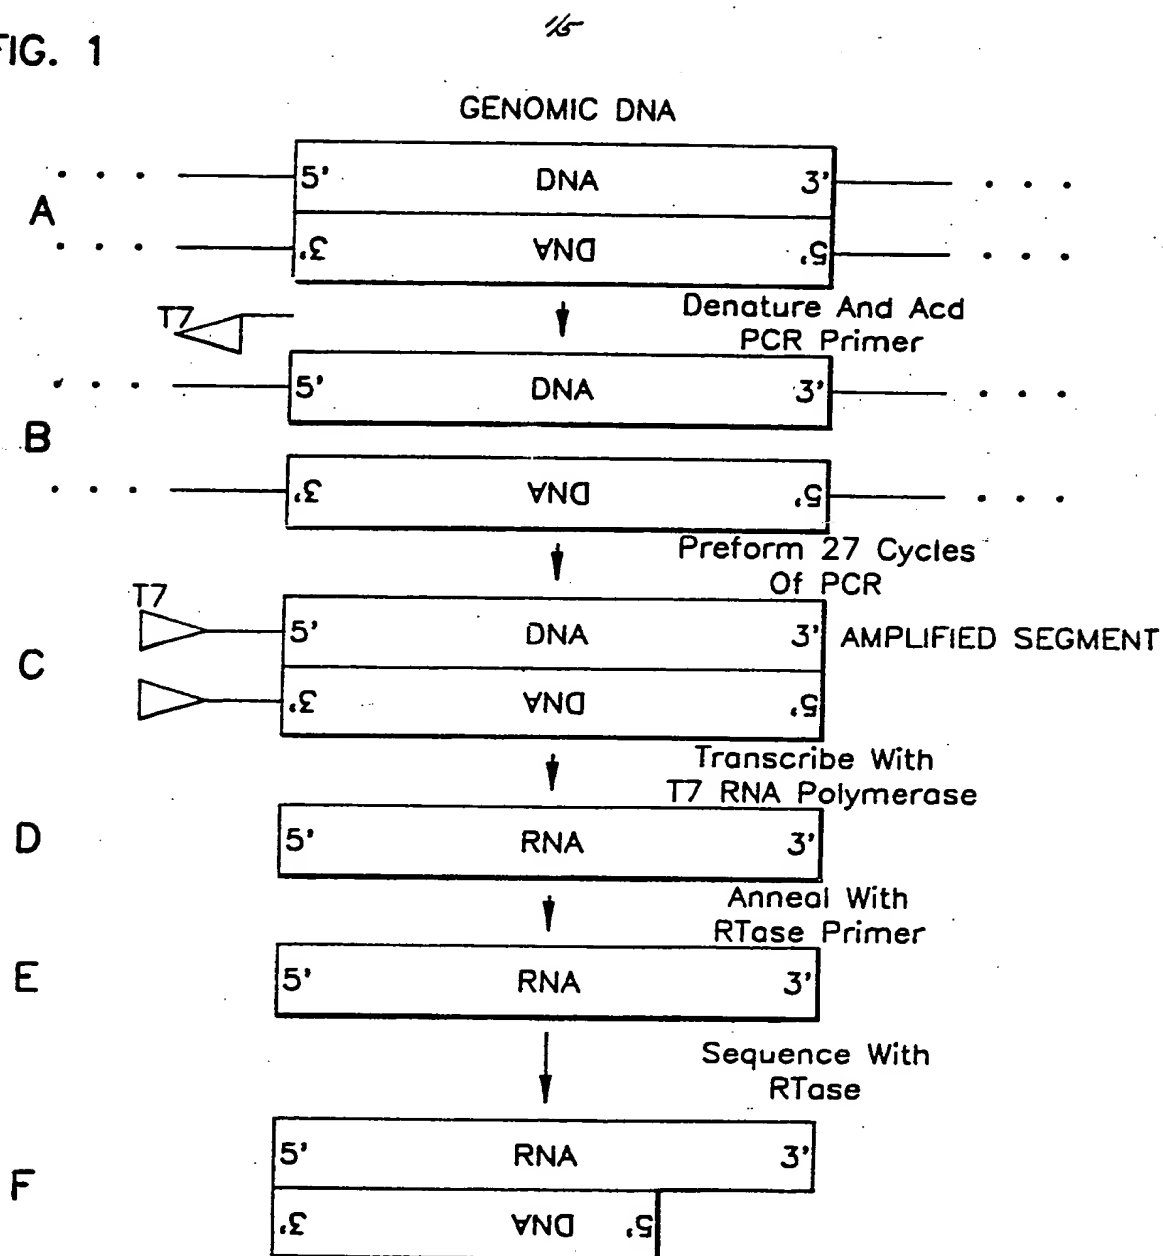 1/5
FIG. 1
GENOMIC DNA
5' DNA 3'
A
3' DNA 5'
T7
Denature And Acd
PCR Primer
5' DNA 3'
B
3' DNA 5'
Preform 27 Cycles
Of PCR
T7
5' DNA 3' AMPLIFIED SEGMENT
C
3' DNA 5'
Transcribe With
T7 RNA Polymerase
D
5' RNA 3'
Anneal With
RTase Primer
E
5' RNA 3'
Sequence With
RTase
5' RNA 3'
F
3' DNA 5'